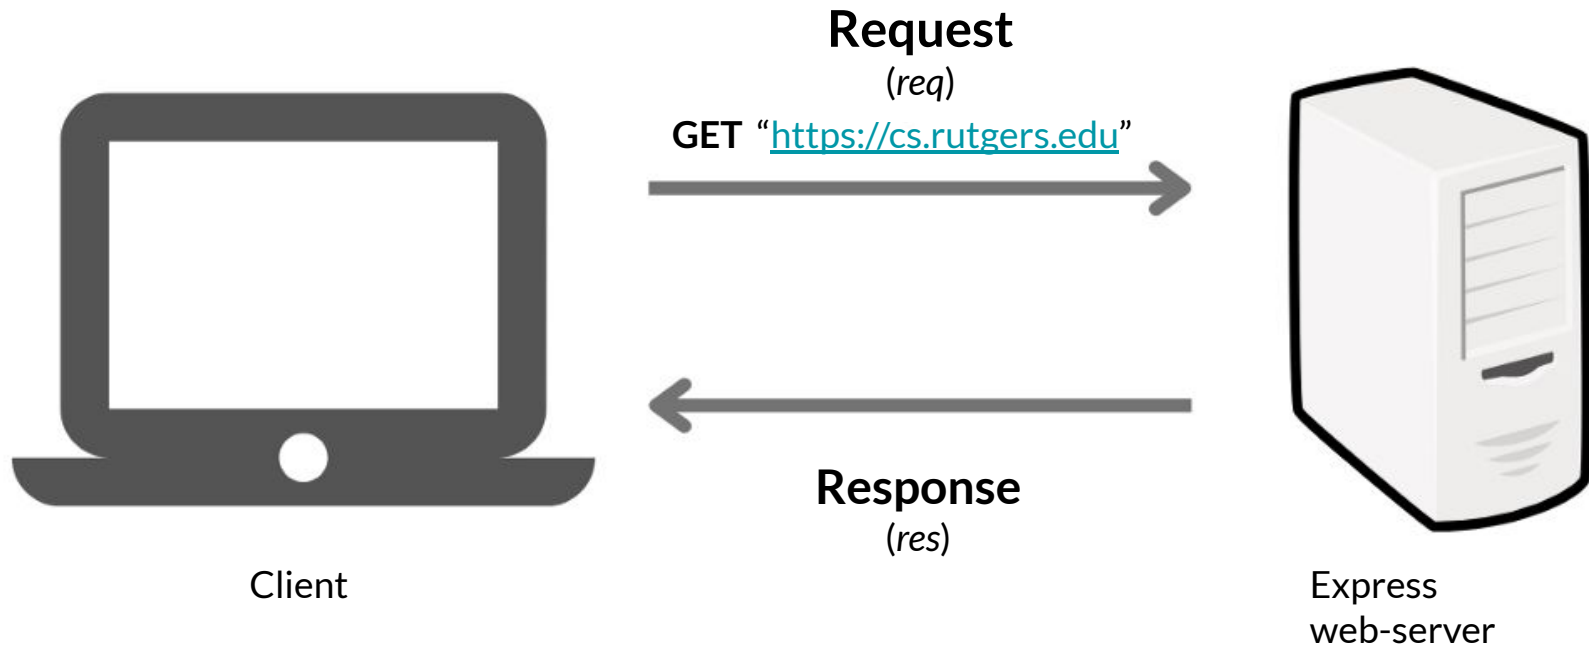 Request
(req)
GET “https://cs.rutgers.edu”
Response
(res)
Client
Express
web-server